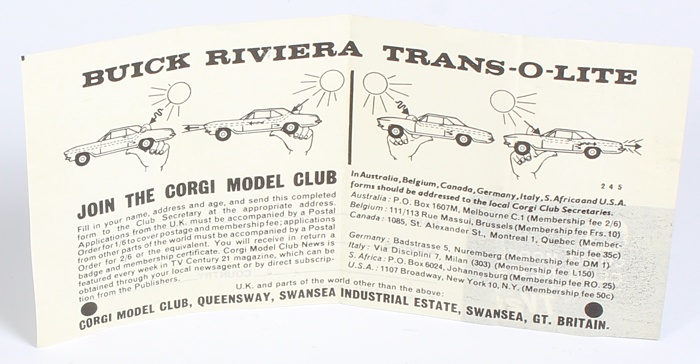 BUICK RIVIERA TRANS-O-LITE
JOIN THE CORGI MODEL CLUB
Fill in your name, address and age, and send this completed
form to the Club Secretary at the appropriate address.
Applications from the U.K. must be accompanied by a Postal
Order for 1/6 to cover postage and membership fee; applications
from other parts of the world must be accompanied by a Postal
Order for 2/6 or the equivalent. You will receive in return a
badge and membership certificate. Corgi Model Club News is
featured every week in TV Century 21 magazine, which can be
obtained through your local newsagent or by direct subscrip-
tion from the Publishers.
2 4 5
In Australia, Belgium, Canada, Germany, Italy, S. Africa and U.S.A.
forms should be addressed to the local Corgi Club Secretaries.
Australia: P.O. Box 1607M, Melbourne C.1 (Membership fee 2/6)
Belgium: 111/113 Rue Massui, Brussels (Membership fee Frs. 10)
Canada: 1085, St. Alexander St., Montreal 1, Quebec (Member-
ship fee 35c)
Germany: Badstrasse 5, Nuremberg (Membership fee DM 1)
Italy: Via Disciplini 7, Milan (303) (Membership fee L150)
S. Africa: P.O. Box 6024, Johannesburg (Membership fee RO. 25)
U.S.A.: 1107 Broadway, New York 10, N.Y. (Membership fee 50c)
U.K. and parts of the world other than the above:
CORGI MODEL CLUB, QUEENSWAY, SWANSEA INDUSTRIAL ESTATE, SWANSEA, GT. BRITAIN.